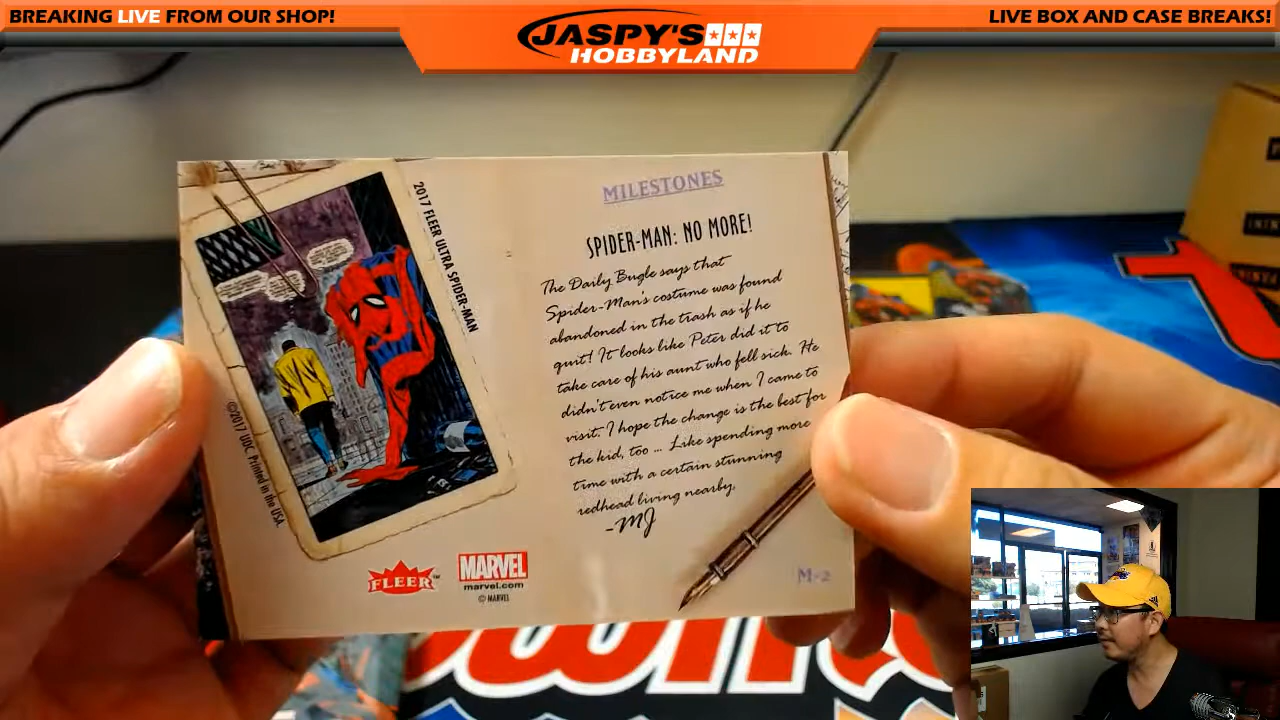 BREAKING LIVE FROM OUR SHOP!
JASPY'S
HOBBYLAND
LIVE BOX AND CASE BREAKS!
2017 FLEER ULTRA SPIDER-MAN
©2017 UDC. Printed in the USA.
MILESTONES
SPIDER-MAN: NO MORE!
The Daily Bugle says that
Spider-Man's costume was found
abandoned in the trash as if he
quit! It looks like Peter did it to
take care of his aunt who fell sick. He
didn't even notice me when I came to
visit. I hope the change is the best for
the kid, too ... Like spending more
time with a certain stunning
redhead living nearby.
-MJ
FLEER
MARVEL
marvel.com
© MARVEL
M-2